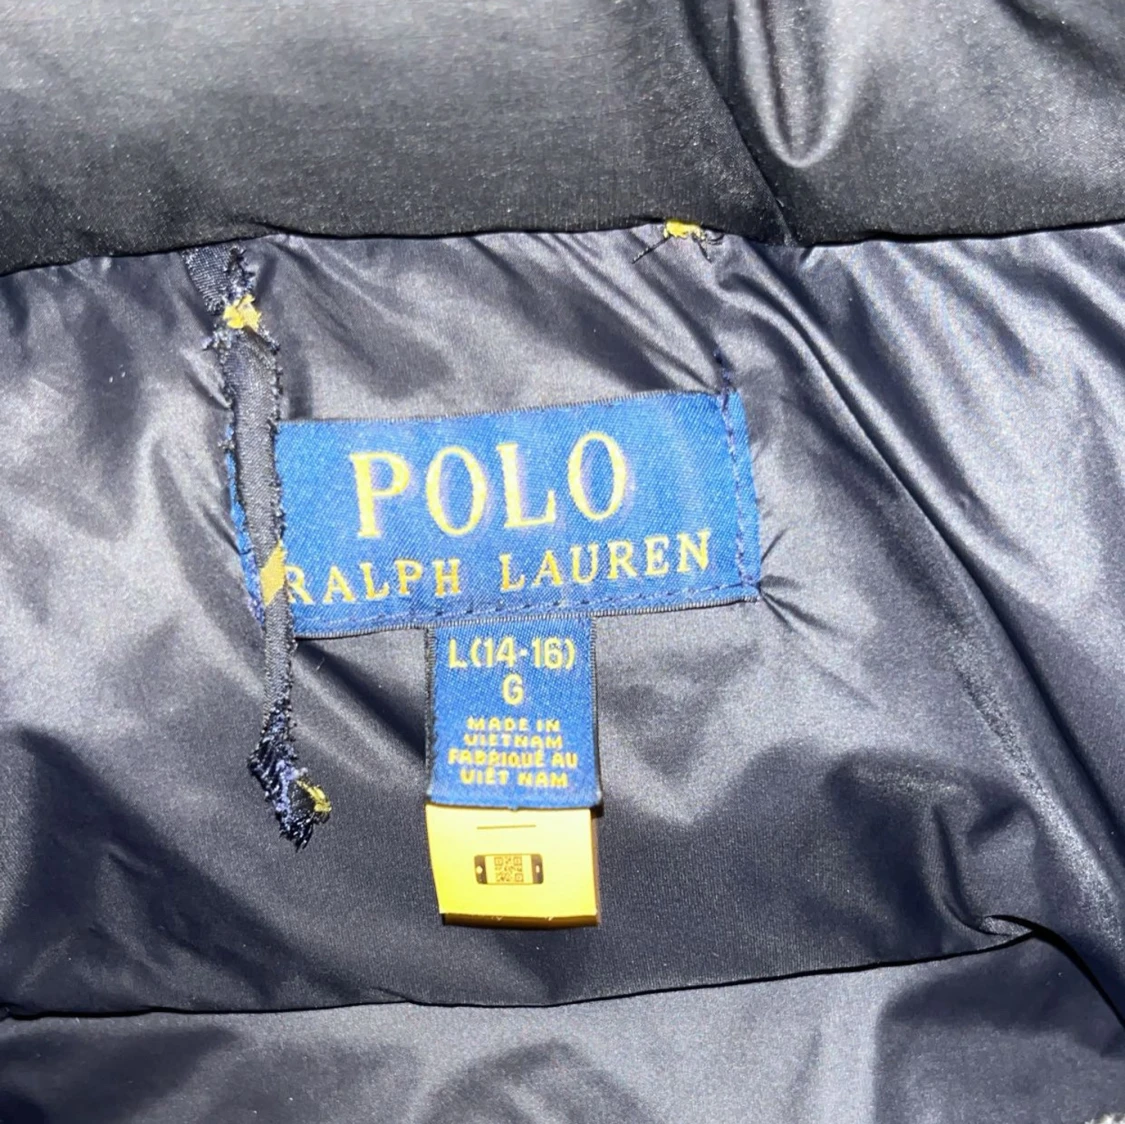 POLO
RALPH LAUREN
L(14-16)
G
MADE IN
VIETNAM
FABRIQUÉ AU
VIÊT NAM